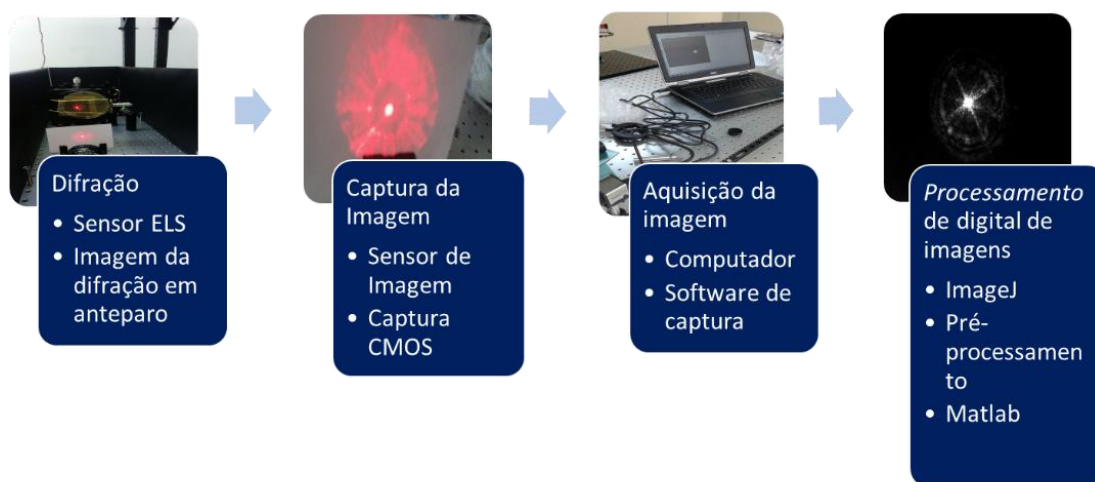 Difração
• Sensor ELS
• Imagem da
difração em
anteparo
Captura da
Imagem
• Sensor de
Imagem
• Captura
CMOS
Aquisição da
imagem
• Computador
• Software de
captura
Processamento
de digital de
imagens
• ImageJ
• Pré-
processamen
to
• Matlab